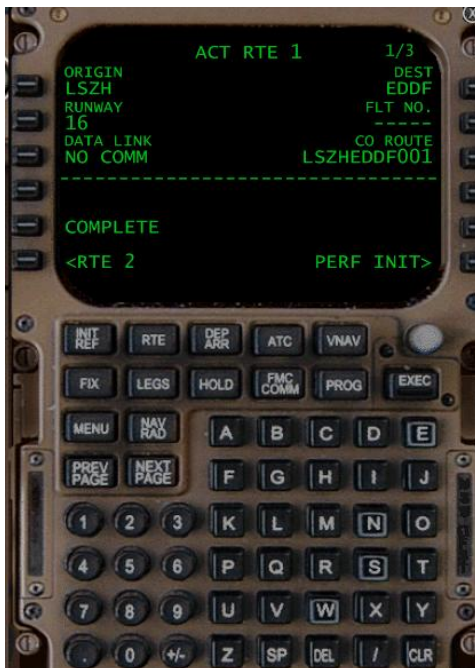 ACT RTE 1 1/3
ORIGIN DEST
LSZH EDDF
RUNWAY FLT NO.
16 -----
DATA LINK CO ROUTE
NO COMM LSZHEDDF001
--------------------------------
COMPLETE
<RTE 2 PERF INIT>
INIT REF RTE DEP ARR ATC VNAV
FIX LEGS HOLD FMC COMM PROG EXEC
MENU NAV RAD
PREV PAGE NEXT PAGE
A B C D E
F G H I J
1 2 3 K L M N O
4 5 6 P Q R S T
7 8 9 U V W X Y
. 0 +/- Z SP DEL / CLR